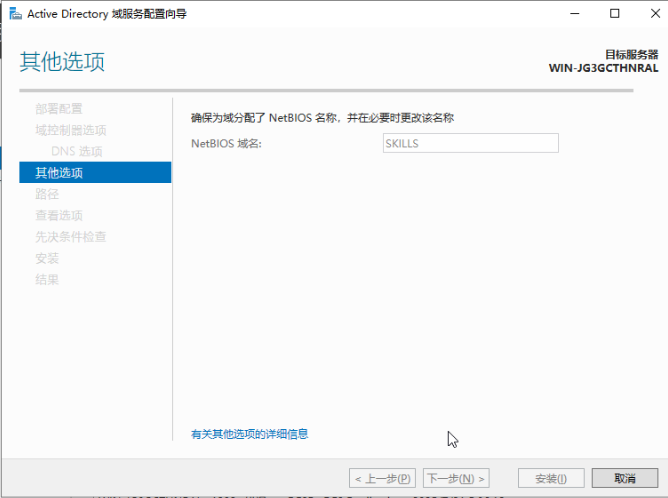 Active Directory 域服务配置向导
其他选项
目标服务器
WIN-JG3GCTHNRAL
部署配置
域控制器选项
DNS 选项
其他选项
路径
查看选项
先决条件检查
安装
结果
确保为域分配了 NetBIOS 名称，并在必要时更改该名称
NetBIOS 域名:
SKILLS
有关其他选项的详细信息
< 上一步(P)
下一步(N) >
安装(I)
取消